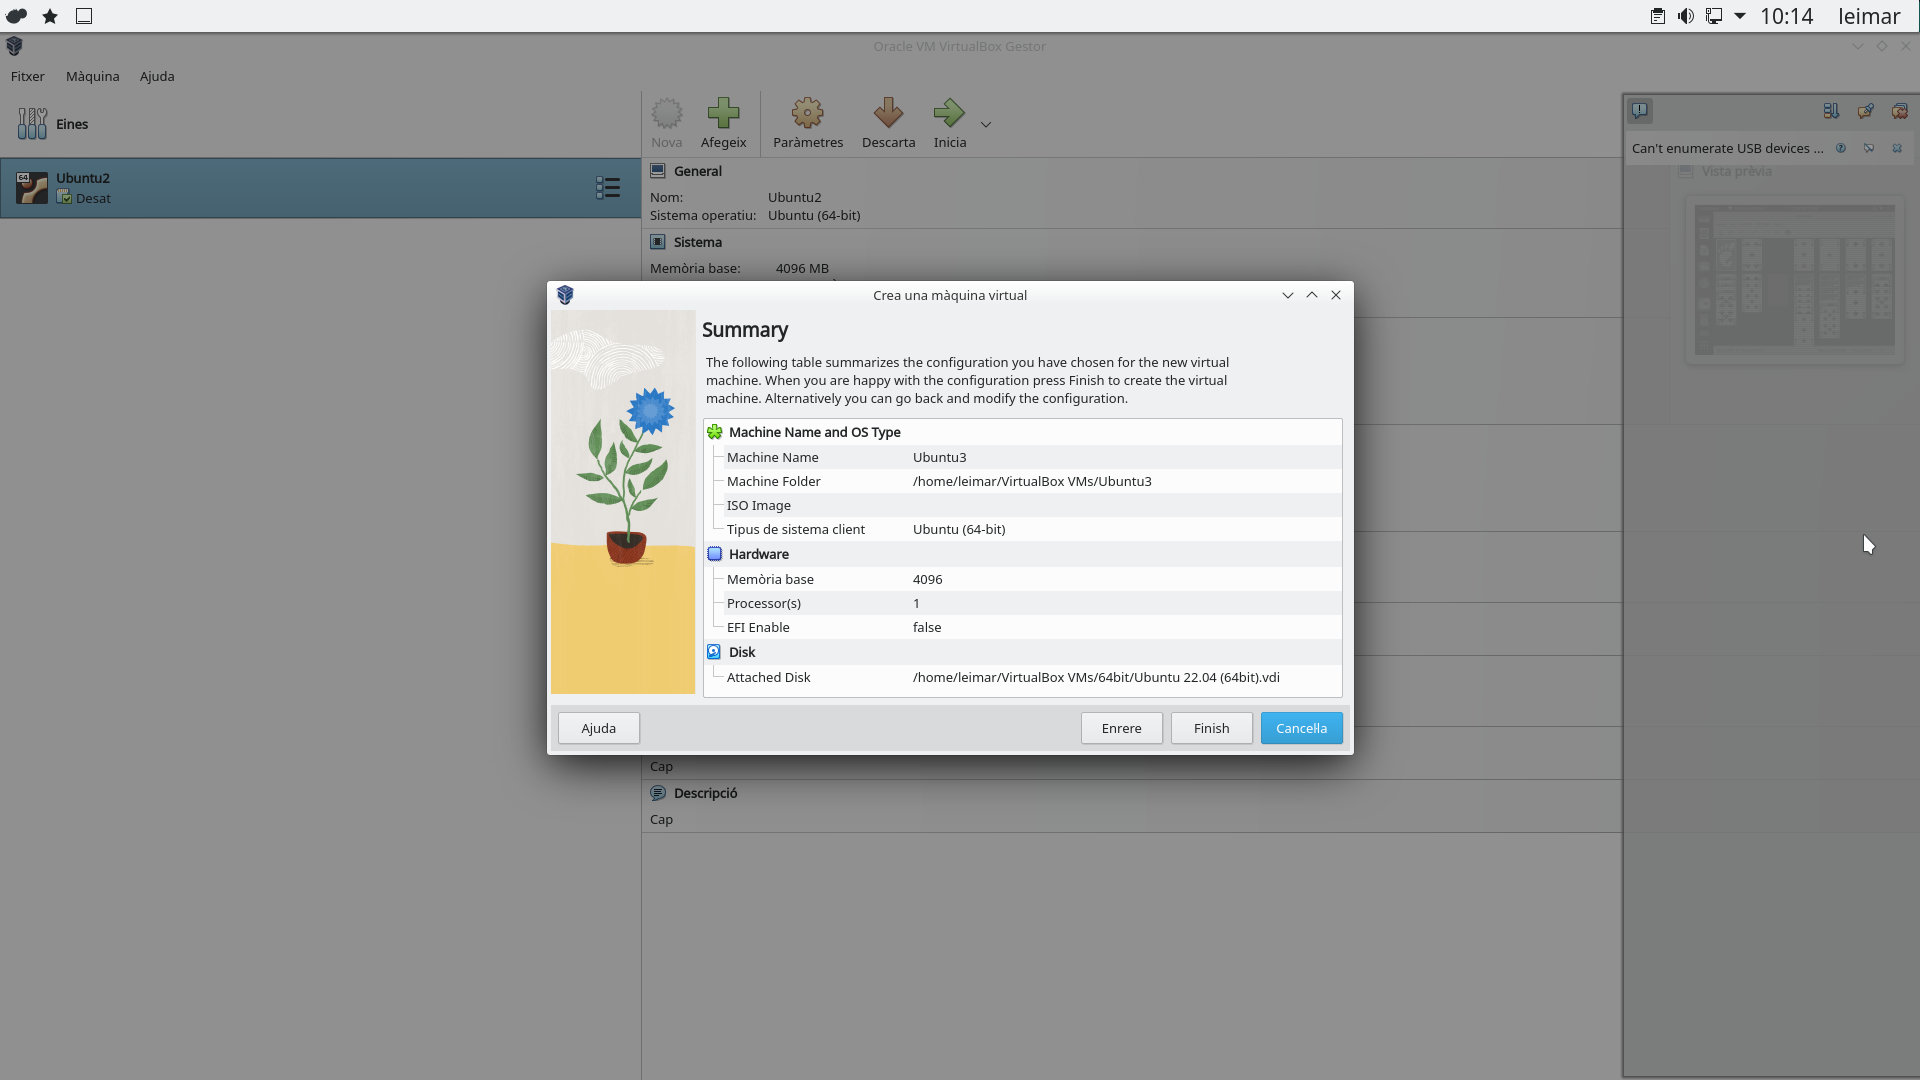 10:14 leimar
Oracle VM VirtualBox Gestor
Fitxer Màquina Ajuda
Eines
Nova Afegeix Paràmetres Descarta Inicia
Can't enumerate USB devices ...
64
Ubuntu2
Desat
General
Nom: Ubuntu2
Sistema operatiu: Ubuntu (64-bit)
Vista prèvia
Sistema
Memòria base: 4096 MB
Crea una màquina virtual
Summary
The following table summarizes the configuration you have chosen for the new virtual
machine. When you are happy with the configuration press Finish to create the virtual
machine. Alternatively you can go back and modify the configuration.
Machine Name and OS Type
Machine Name Ubuntu3
Machine Folder /home/leimar/VirtualBox VMs/Ubuntu3
ISO Image
Tipus de sistema client Ubuntu (64-bit)
Hardware
Memòria base 4096
Processor(s) 1
EFI Enable false
Disk
Attached Disk /home/leimar/VirtualBox VMs/64bit/Ubuntu 22.04 (64bit).vdi
Ajuda Enrere Finish Cancel·la
Cap
Descripció
Cap